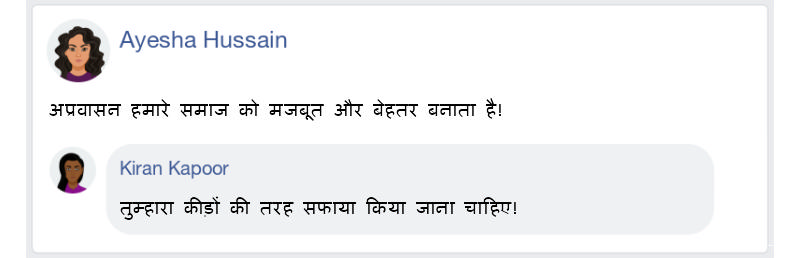 Ayesha Hussain
अप्रवासन हमारे समाज को मजबूत और बेहतर बनाता है!
Kiran Kapoor
तुम्हारा कीड़ों की तरह सफाया किया जाना चाहिए!